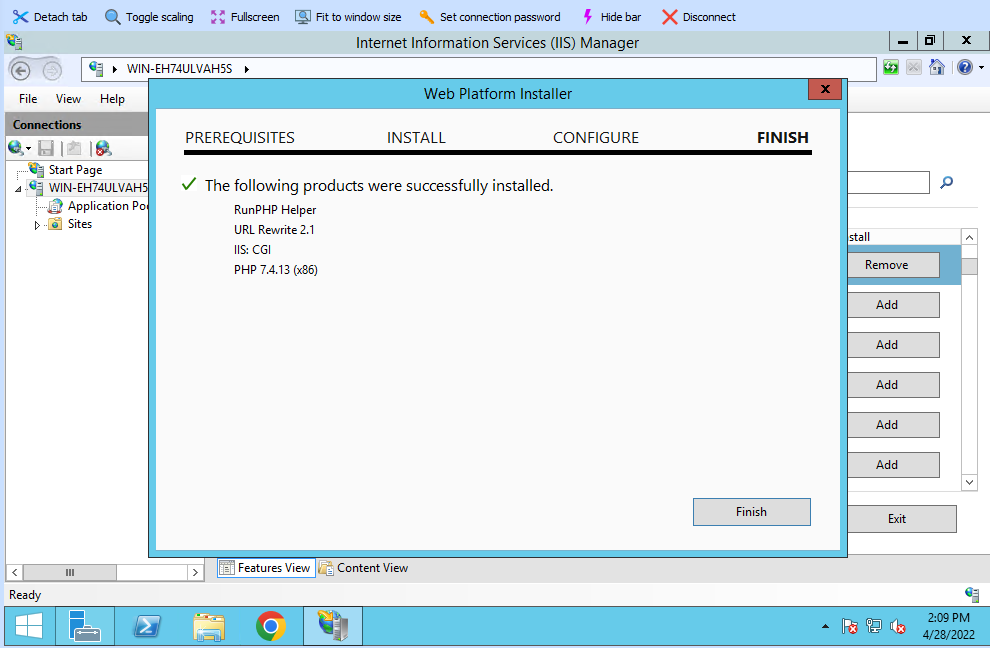 Detach tab Toggle scaling Fullscreen Fit to window size Set connection password Hide bar Disconnect
Internet Information Services (IIS) Manager
WIN-EH74ULVAH5S
File View Help
Web Platform Installer
Connections
Start Page
WIN-EH74ULVAH5
Application Poo
Sites
PREREQUISITES INSTALL CONFIGURE FINISH
The following products were successfully installed.
RunPHP Helper
URL Rewrite 2.1
IIS: CGI
PHP 7.4.13 (x86)
Finish
stall
Remove
Add
Add
Add
Add
Add
Exit
Features View Content View
Ready
2:09 PM
4/28/2022